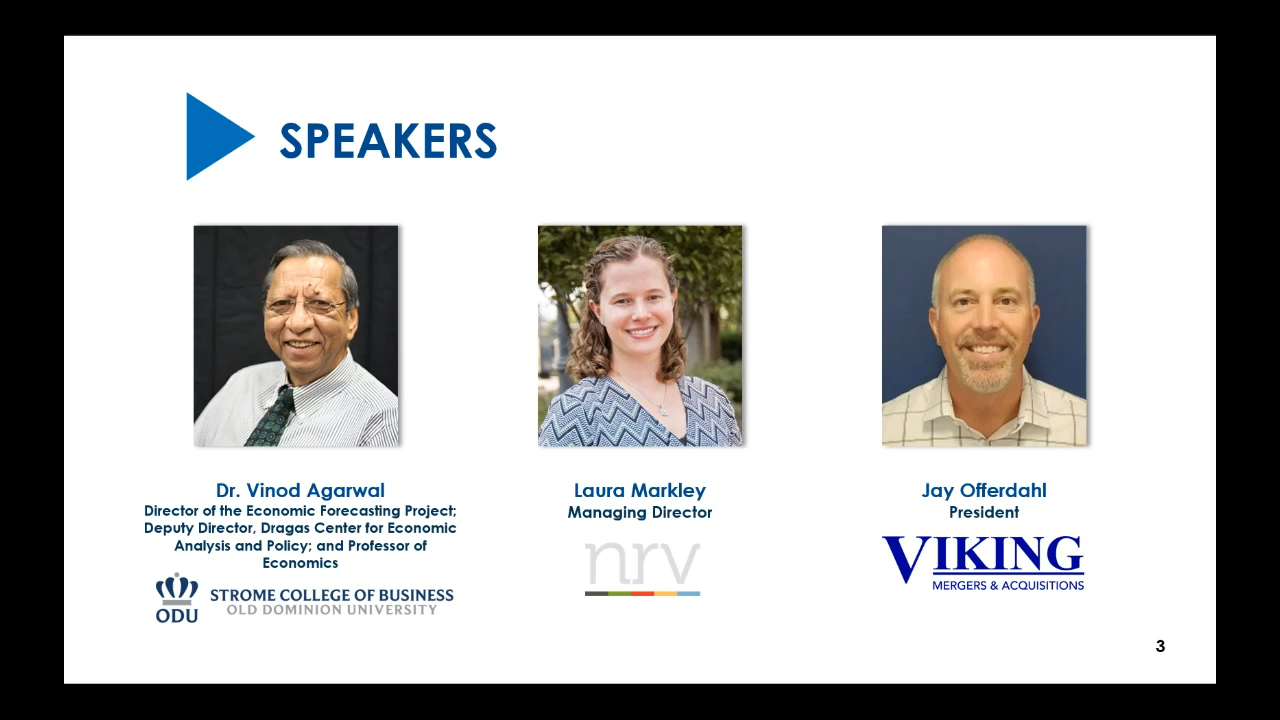 SPEAKERS
Dr. Vinod Agarwal
Director of the Economic Forecasting Project;
Deputy Director, Dragas Center for Economic
Analysis and Policy; and Professor of
Economics
ODU
STROME COLLEGE OF BUSINESS
OLD DOMINION UNIVERSITY
Laura Markley
Managing Director
nrv
Jay Offerdahl
President
VIKING
MERGERS & ACQUISITIONS
3